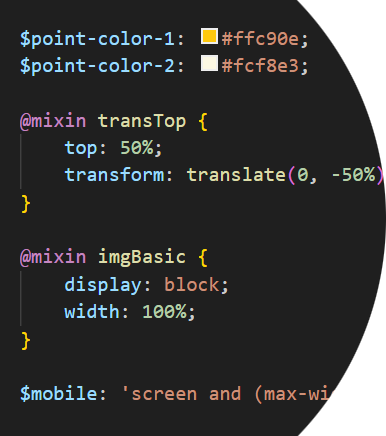 $point-color-1: #ffc90e;
$point-color-2: #fcf8e3;
@mixin transTop {
top: 50%;
transform: translate(0, -50%)
}
@mixin imgBasic {
display: block;
width: 100%;
}
$mobile: 'screen and (max-wi